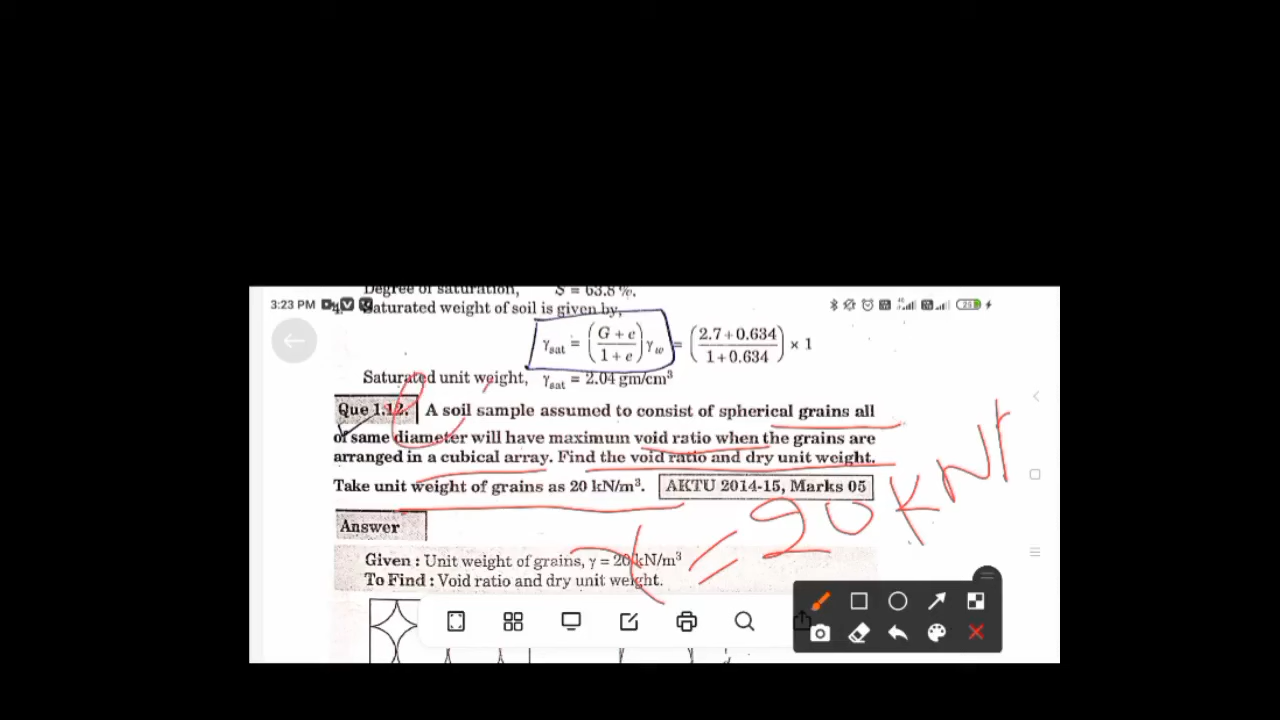 Degree of saturation, S = 63.8 %.
3:23 PM
Saturated weight of soil is given by,
γsat = (G + e / 1 + e) γw = (2.7 + 0.634 / 1 + 0.634) × 1
Saturated unit weight, γsat = 2.04 gm/cm³
Que 1.12. A soil sample assumed to consist of spherical grains all
of same diameter will have maximum void ratio when the grains are
arranged in a cubical array. Find the void ratio and dry unit weight.
Take unit weight of grains as 20 kN/m³. AKTU 2014-15, Marks 05
Answer
Given : Unit weight of grains, γ = 20 kN/m³
To Find : Void ratio and dry unit weight.
e
= 20 kN